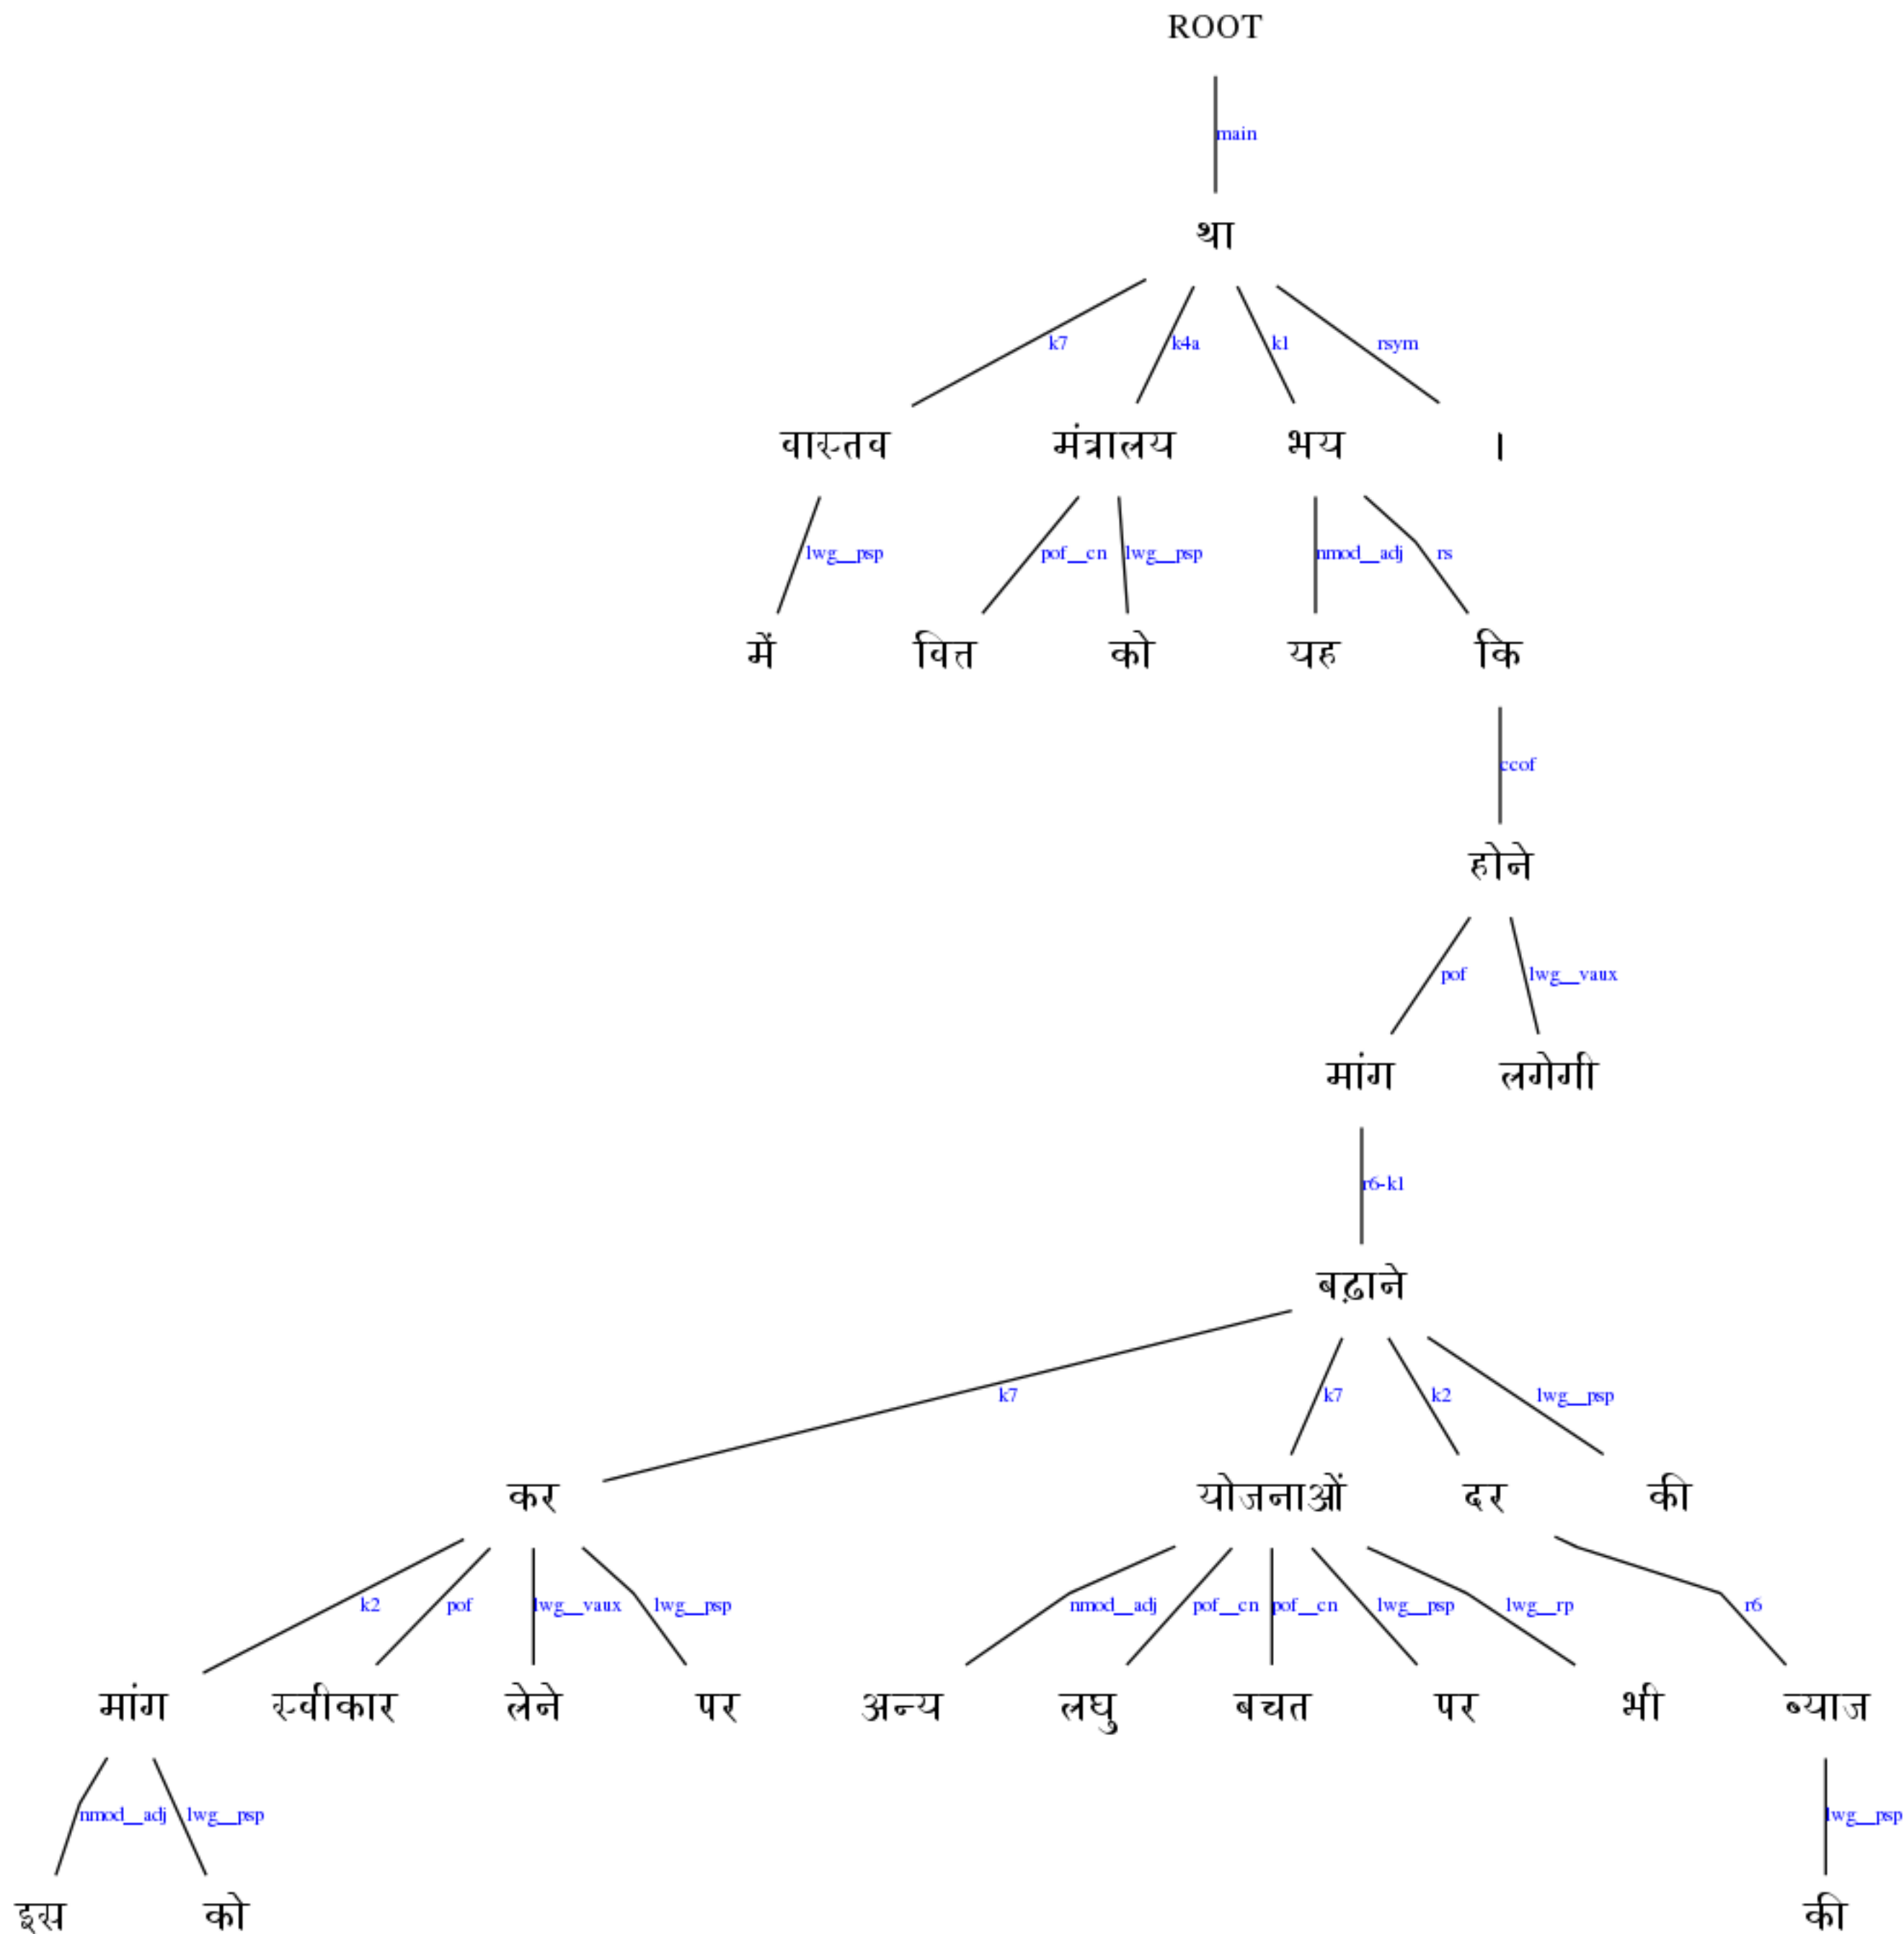 ROOT
main
था
k7 k4a k1 rsym
वास्तव मंत्रालय भय ।
lwg__psp pof__cn lwg__psp nmod__adj rs
में वित्त को यह कि
ccof
होने
pof lwg__vaux
मांग लगेगी
r6-k1
बढ़ाने
k7 k7 k2 lwg__psp
कर योजनाओं दर की
k2 pof lwg__vaux lwg__psp nmod__adj pof__cn pof__cn lwg__psp lwg__rp r6
मांग स्वीकार लेने पर अन्य लघु बचत पर भी ब्याज
nmod__adj lwg__psp lwg__psp
इस को की